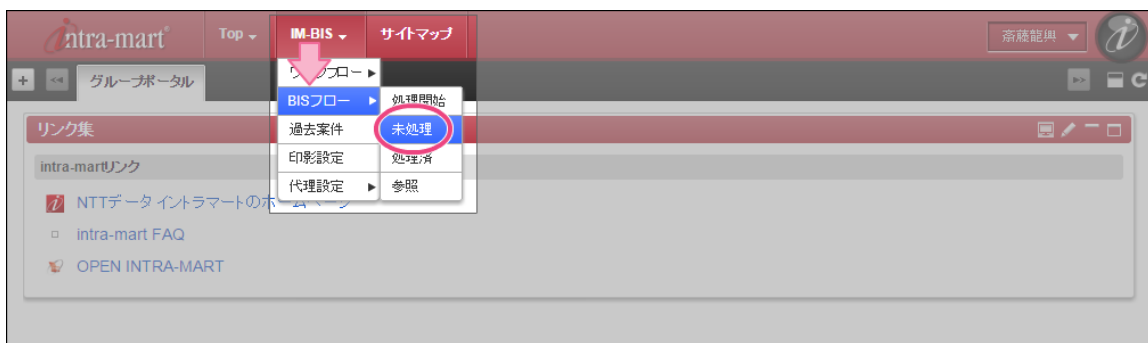 intra-mart
Top
IM-BIS
サイトマップ
斎藤龍興
グループポータル
BISフロー
処理開始
リンク集
過去案件
未処理
intra-martリンク
印影設定
処理済
代理設定
参照
NTTデータ イントラマートのホームページ
intra-mart FAQ
OPEN INTRA-MART